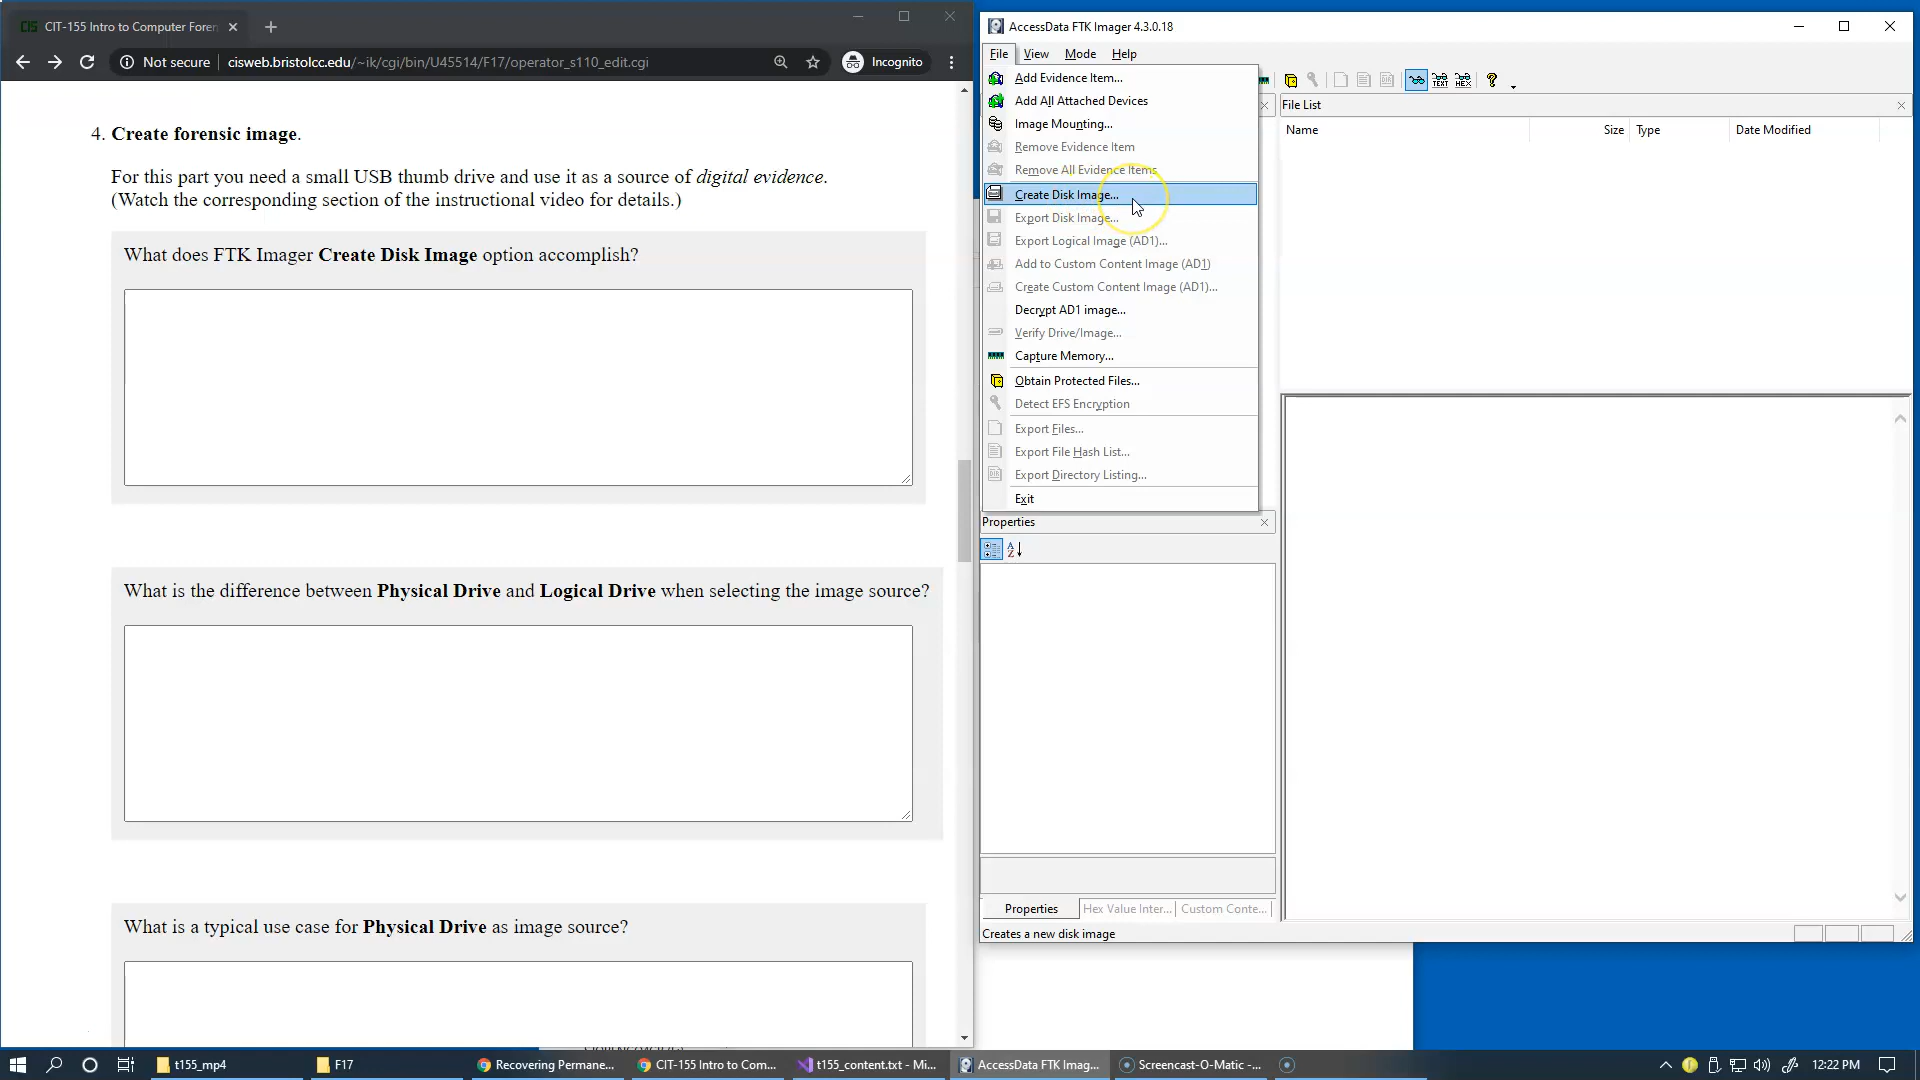 CIS CIT-155 Intro to Computer Foren
Not secure cisweb.bristolcc.edu/~ik/cgi/bin/U45514/F17/operator_s110_edit.cgi Incognito
4. Create forensic image.
For this part you need a small USB thumb drive and use it as a source of digital evidence.
(Watch the corresponding section of the instructional video for details.)
What does FTK Imager Create Disk Image option accomplish?
What is the difference between Physical Drive and Logical Drive when selecting the image source?
What is a typical use case for Physical Drive as image source?
AccessData FTK Imager 4.3.0.18
File View Mode Help
Add Evidence Item...
Add All Attached Devices
Image Mounting...
Remove Evidence Item
Remove All Evidence Items
Create Disk Image...
Export Disk Image...
Export Logical Image (AD1)...
Add to Custom Content Image (AD1)
Create Custom Content Image (AD1)...
Decrypt AD1 image...
Verify Drive/Image...
Capture Memory...
Obtain Protected Files...
Detect EFS Encryption
Export Files...
Export File Hash List...
Export Directory Listing...
Exit
TEXT HEX
File List
Name Size Type Date Modified
Properties
Properties Hex Value Inter... Custom Conte...
Creates a new disk image
t155_mp4 F17 Recovering Permane... CIT-155 Intro to Com... t155_content.txt - Mi... AccessData FTK Imag... Screencast-O-Matic -... 12:22 PM